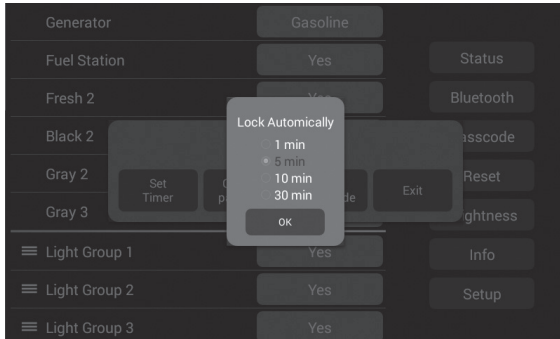 Generator Gasoline
Fuel Station Yes Status
Fresh 2 Yes Bluetooth
Lock Automatically
Black 2 1 min
5 min
Gray 2 Set Timer 10 min Exit Reset
30 min
Gray 3 OK
Light Group 1 Yes Info
Light Group 2 Yes Setup
Light Group 3 Yes